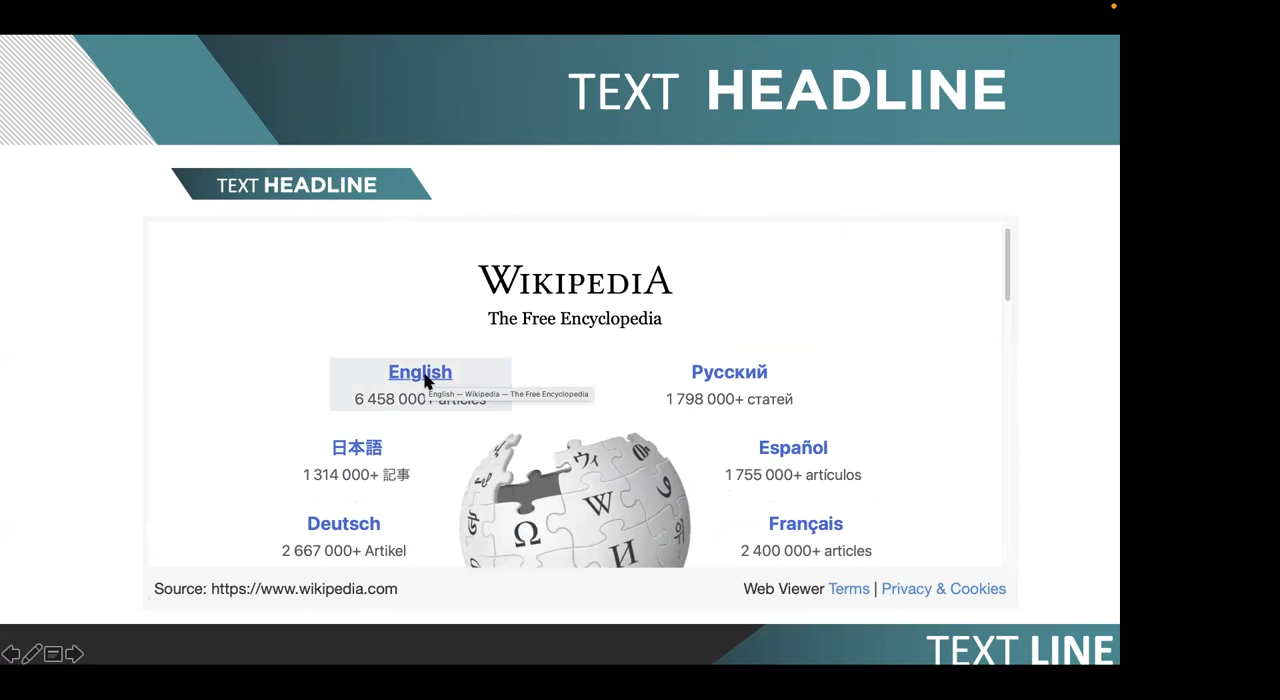 TEXT HEADLINE
TEXT HEADLINE
WIKIPEDIA
The Free Encyclopedia
English
6 458 000+ articles
English — Wikipedia — The Free Encyclopedia
Русский
1 798 000+ статей
日本語
1 314 000+ 記事
Español
1 755 000+ artículos
Deutsch
2 667 000+ Artikel
Français
2 400 000+ articles
Ω
ウィ
W
И
Source: https://www.wikipedia.com
Web Viewer Terms | Privacy & Cookies
TEXT LINE